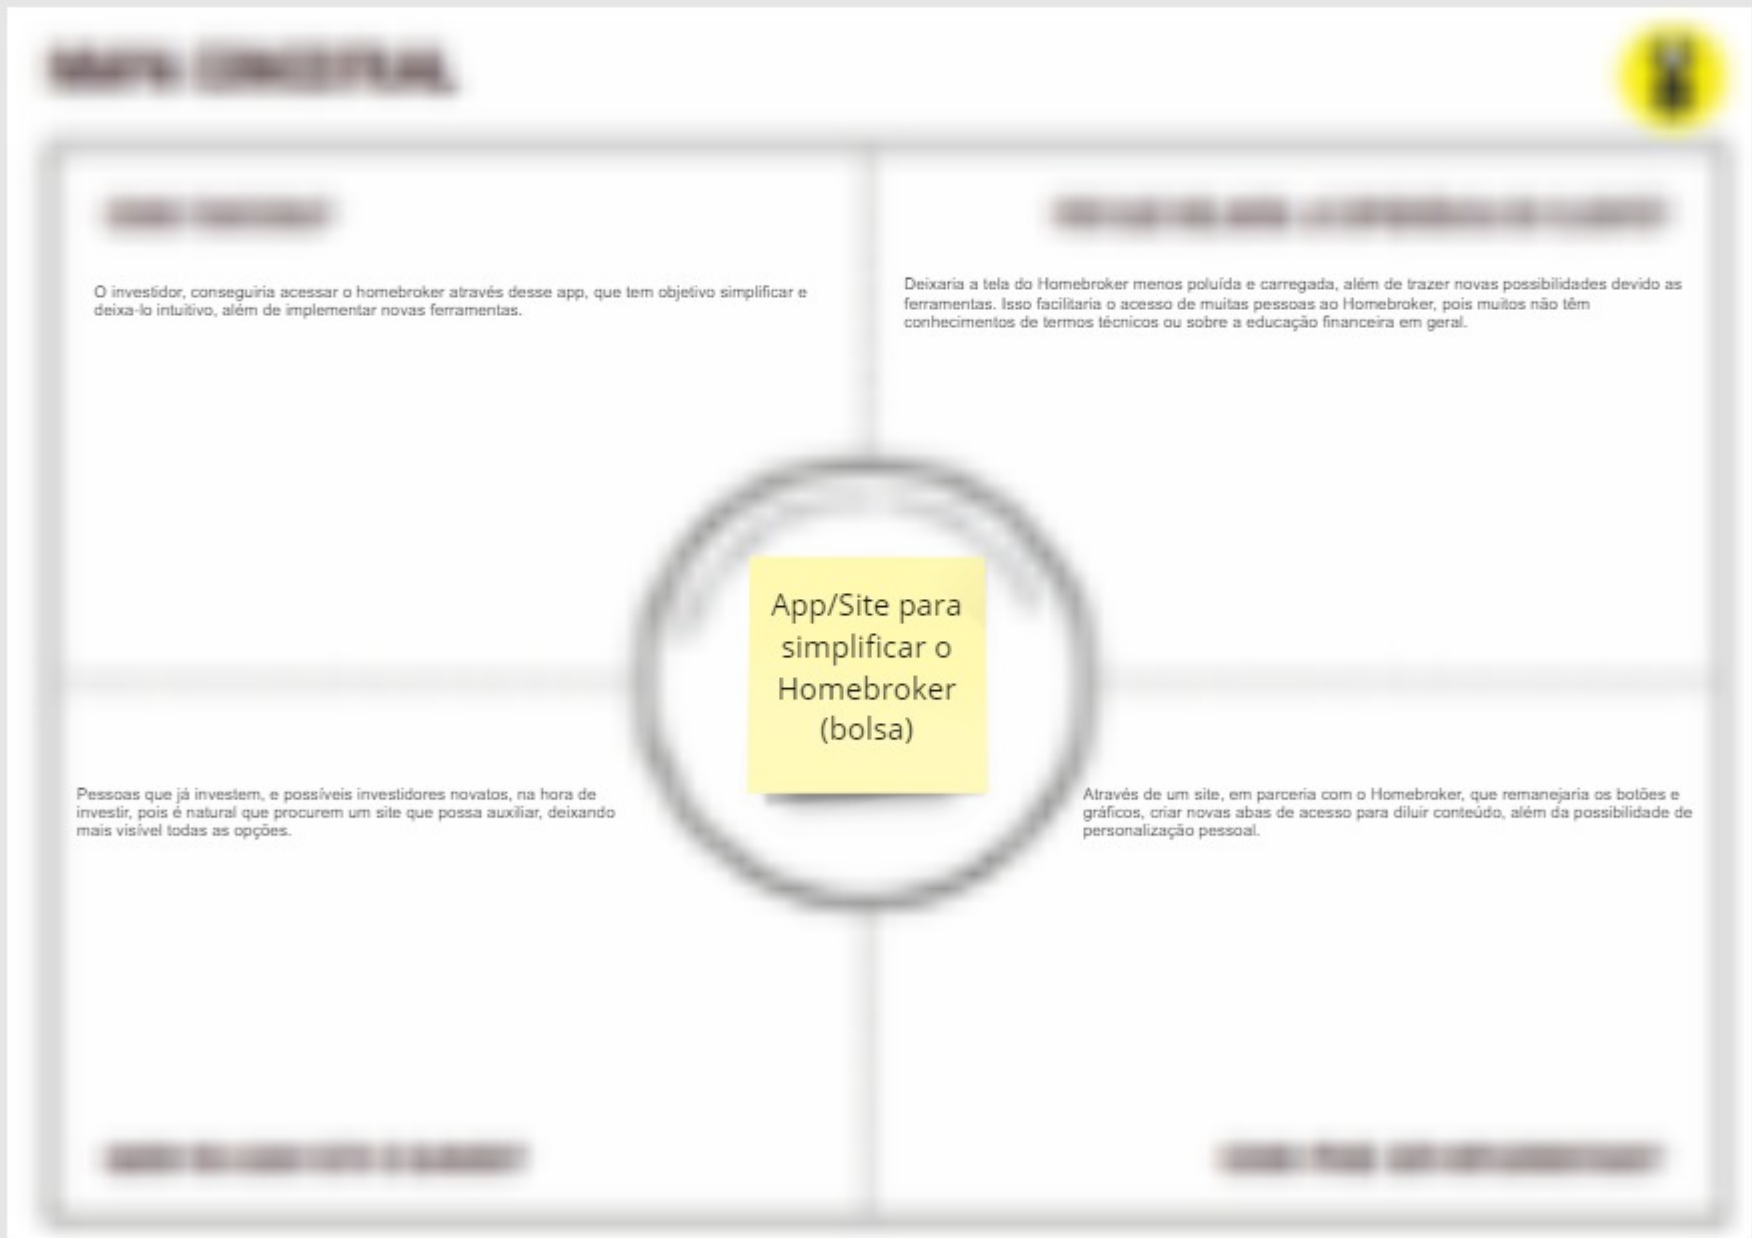 O investidor, conseguiria acessar o homebroker através desse app, que tem objetivo simplificar e
deixa-lo intuitivo, além de implementar novas ferramentas.
Deixaria a tela do Homebroker menos poluída e carregada, além de trazer novas possibilidades devido as
ferramentas. Isso facilitaria o acesso de muitas pessoas ao Homebroker, pois muitos não têm
conhecimentos de termos técnicos ou sobre a educação financeira em geral.
App/Site para
simplificar o
Homebroker
(bolsa)
Pessoas que já investem, e possíveis investidores novatos, na hora de
investir, pois é natural que procurem um site que possa auxiliar, deixando
mais visível todas as opções.
Através de um site, em parceria com o Homebroker, que remanejaria os botões e
gráficos, criar novas abas de acesso para diluir conteúdo, além da possibilidade de
personalização pessoal.